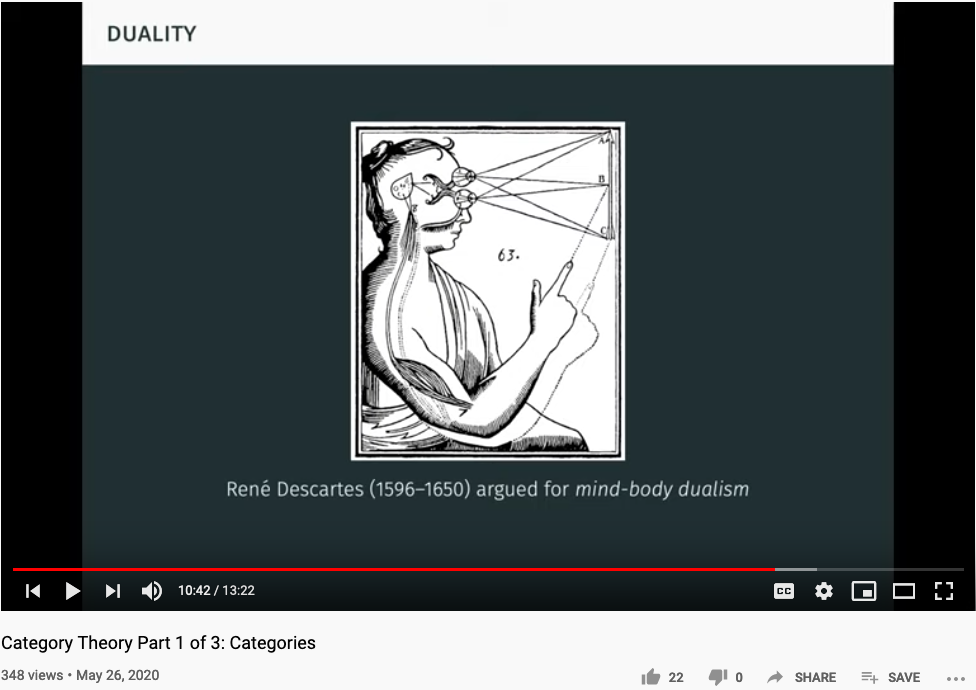 DUALITY
A
B
C
63.
René Descartes (1596–1650) argued for mind-body dualism
10:42 / 13:22
CC
Category Theory Part 1 of 3: Categories
348 views • May 26, 2020
22 0 SHARE SAVE